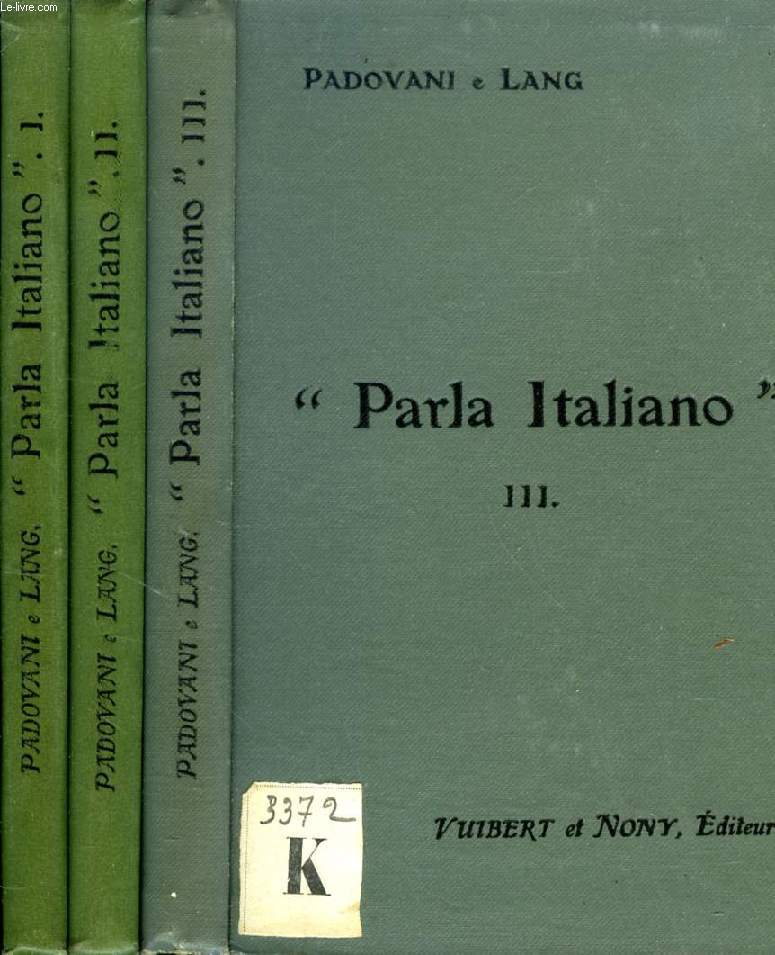 Le-livre.com
PADOVANI e LANG, “ Parla Italiano ”. I.
PADOVANI e LANG, “ Parla Italiano ”. II.
PADOVANI e LANG, “ Parla Italiano ”. III.
PADOVANI e LANG
“ Parla Italiano ”
III.
3372
K
VUIBERT et NONY, Éditeur